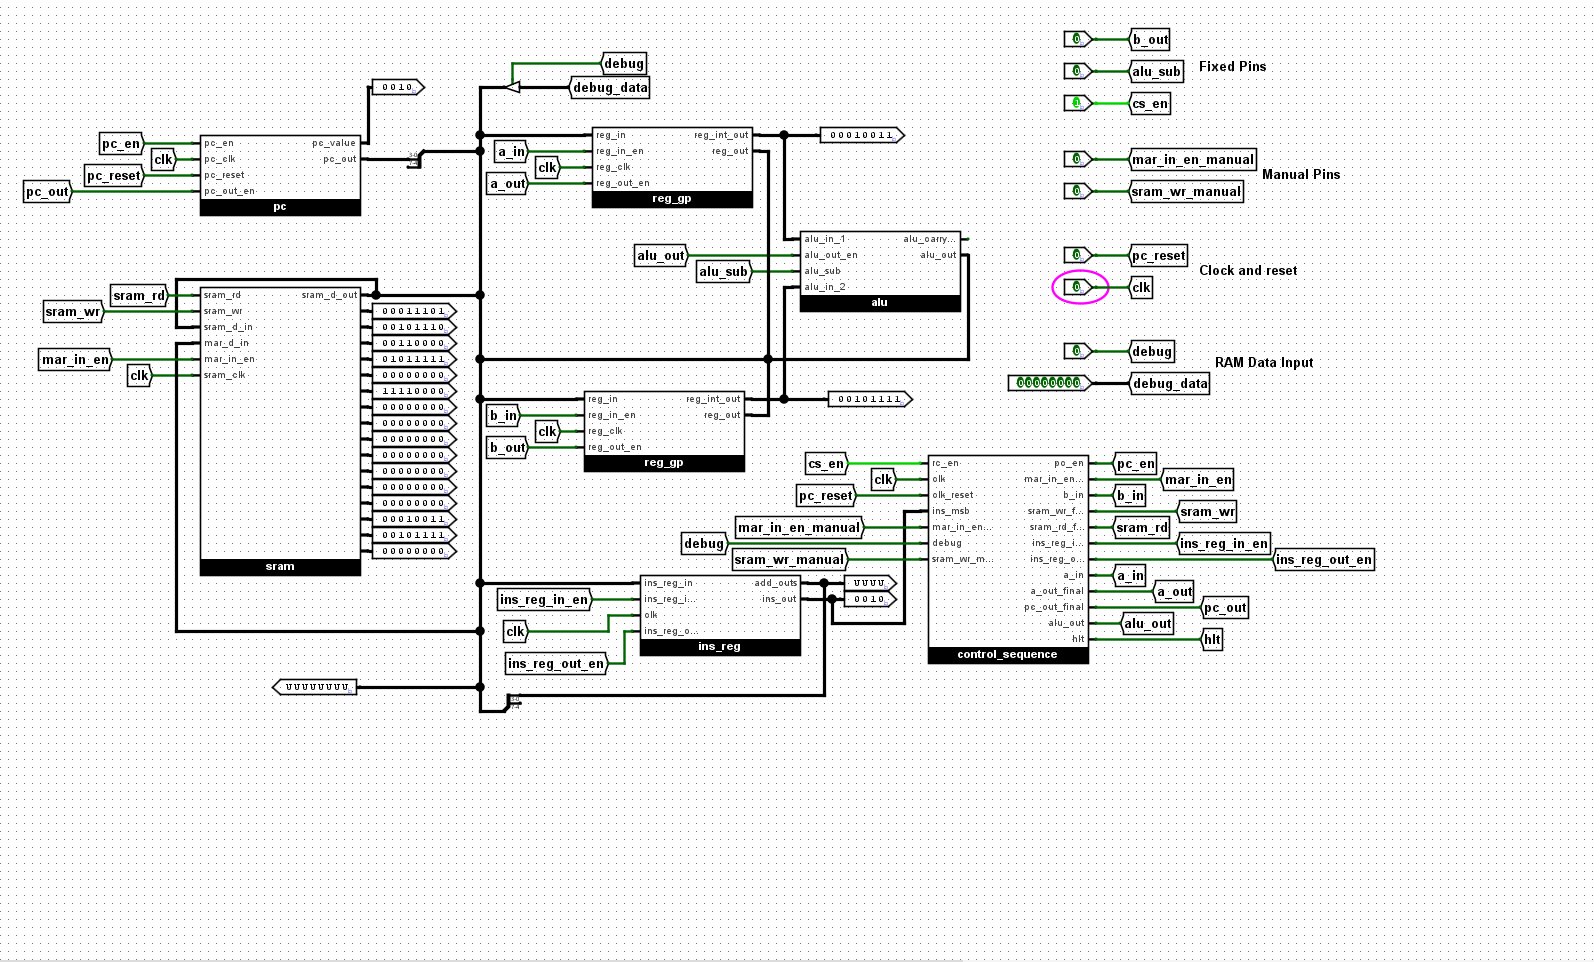 0 b_out
0 alu_sub
Fixed Pins
1 cs_en
0 mar_in_en_manual
0 sram_wr_manual
Manual Pins
0 pc_reset
0 clk
Clock and reset
0 debug
00000000 debug_data
RAM Data Input
debug
debug_data
0010
pc_en
clk
pc_reset
pc_out
pc_en pc_value
pc_clk pc_out
pc_reset
pc_out_en
pc
a_in
clk
a_out
reg_in reg_int_out
reg_in_en reg_out
reg_clk
reg_out_en
reg_gp
00010011
alu_out
alu_sub
alu_in_1 alu_carry...
alu_out_en alu_out
alu_sub
alu_in_2
alu
sram_rd
sram_wr
mar_in_en
clk
sram_rd sram_d_out
sram_wr
sram_d_in
mar_d_in
mar_in_en
sram_clk
sram
00011101
00101110
00110000
01011111
00000000
11110000
00000000
00000000
00000000
00000000
00000000
00000000
00000000
00010011
00101111
00000000
b_in
clk
b_out
reg_in reg_int_out
reg_in_en reg_out
reg_clk
reg_out_en
reg_gp
00101111
cs_en
clk
pc_reset
mar_in_en_manual
debug
sram_wr_manual
rc_en pc_en
clk mar_in_en...
clk_reset b_in
ins_msb sram_wr_f...
mar_in_en... sram_rd_f...
debug ins_reg_i...
sram_wr_m... ins_reg_o...
a_in
a_out_final
pc_out_final
alu_out
hlt
control_sequence
pc_en
mar_in_en
b_in
sram_wr
sram_rd
ins_reg_in_en
ins_reg_out_en
a_in
a_out
pc_out
alu_out
hlt
ins_reg_in_en
clk
ins_reg_out_en
ins_reg_in add_outs
ins_reg_i... ins_out
clk
ins_reg_o...
ins_reg
UUUU
0010
UUUUUUUU